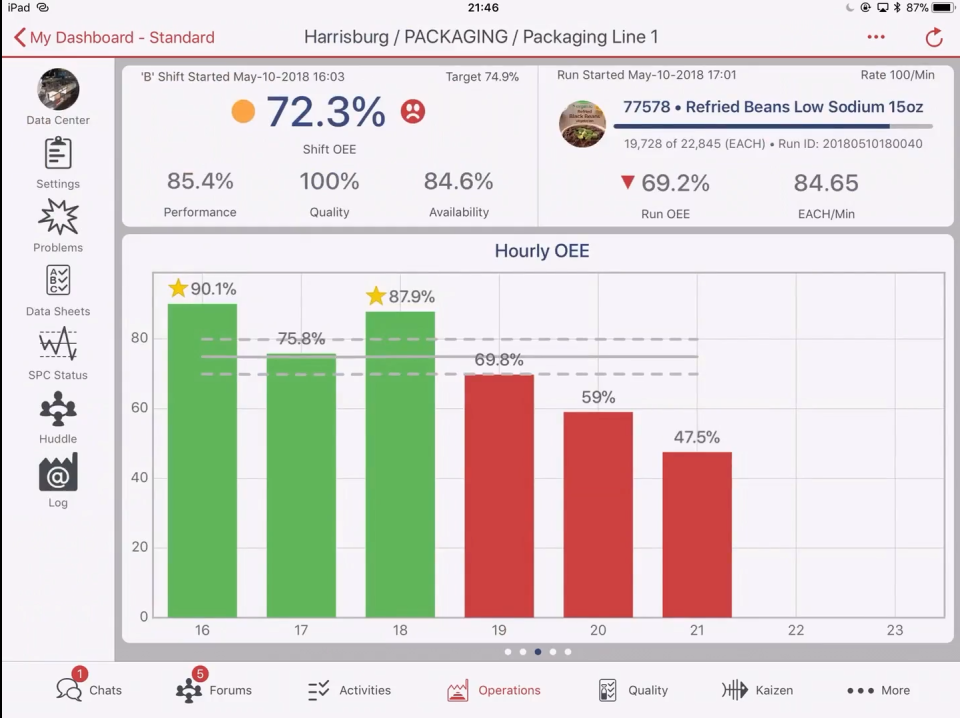 iPad
21:46
87%
My Dashboard - Standard
Harrisburg / PACKAGING / Packaging Line 1
Data Center
Settings
Problems
Data Sheets
SPC Status
Huddle
Log
'B' Shift Started May-10-2018 16:03
Target 74.9%
72.3%
Shift OEE
85.4%
100%
84.6%
Performance
Quality
Availability
Run Started May-10-2018 17:01
Rate 100/Min
77578 • Refried Beans Low Sodium 15oz
19,728 of 22,845 (EACH) • Run ID: 20180510180040
69.2%
84.65
Run OEE
EACH/Min
Hourly OEE
90.1%
75.8%
87.9%
69.8%
59%
47.5%
80
60
40
20
0
16
17
18
19
20
21
22
23
1
Chats
5
Forums
Activities
Operations
Quality
Kaizen
More